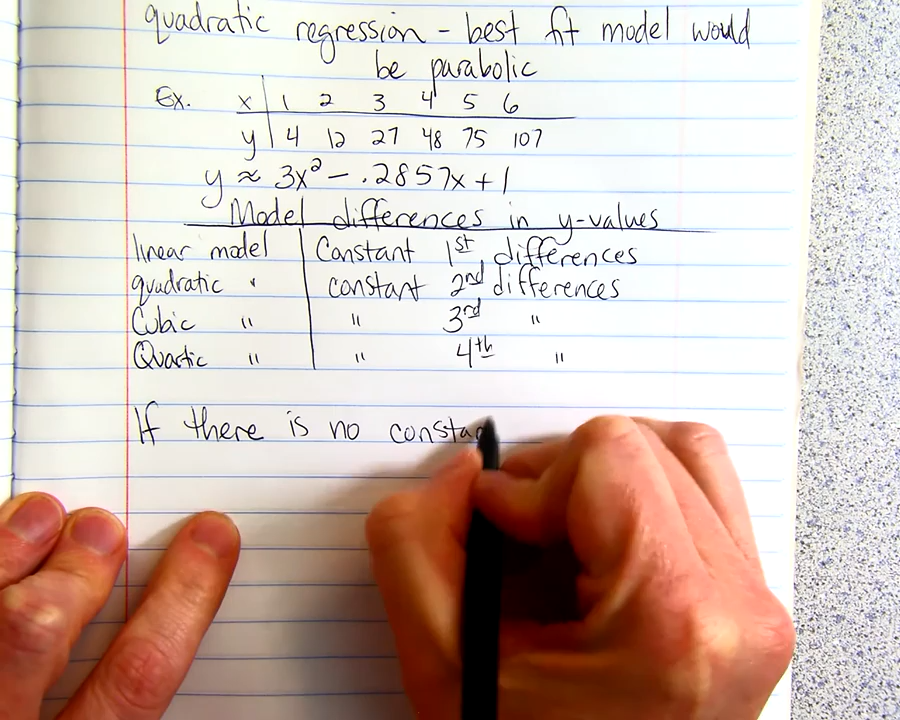 quadratic regression - best fit model would
be parabolic
Ex. x | 1 2 3 4 5 6
y | 4 12 27 48 75 107
y ≈ 3x² - .2857x + 1
Model differences in y-values
linear model | Constant 1st differences
quadratic " | constant 2nd differences
Cubic " | " 3rd "
Quartic " | " 4th "
If there is no consta